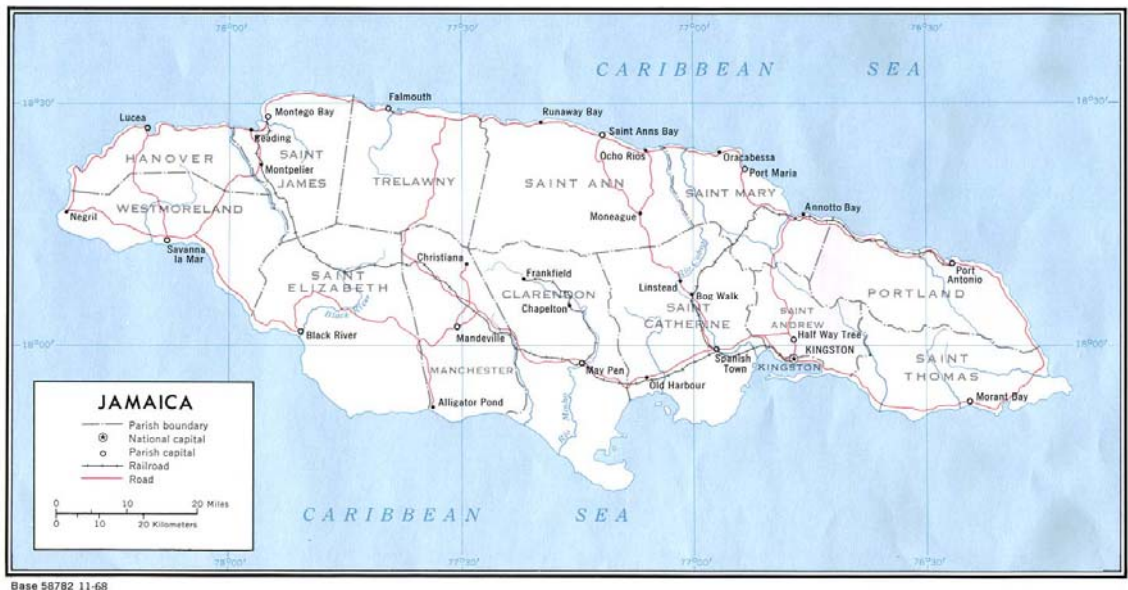 78°00'
77°30'
77°00'
76°30'
CARIBBEAN SEA
18°30'
18°30'
Falmouth
Montego Bay
Lucea
Runaway Bay
Saint Anns Bay
Reading
Ocho Rios
Oracabessa
HANOVER
SAINT
JAMES
Montpelier
Port Maria
TRELAWNY
SAINT ANN
SAINT MARY
WESTMORELAND
Negril
Moneague
Annotto Bay
Savanna
la Mar
Christiana
Frankfield
Port
Antonio
SAINT
ELIZABETH
Linstead
Rio Cobre
CLARENDON
Bog Walk
PORTLAND
Chapelton
SAINT
CATHERINE
SAINT
ANDREW
Black River
Black River
Mandeville
Half Way Tree
18°00'
18°00'
KINGSTON
Spanish
Town
KINGSTON
SAINT
THOMAS
MANCHESTER
May Pen
Old Harbour
Alligator Pond
Rio Minho
Morant Bay
JAMAICA
Parish boundary
National capital
Parish capital
Railroad
Road
0 10 20 Miles
0 10 20 Kilometers
CARIBBEAN SEA
78°00'
77°30'
77°00'
76°30'
Base 58782 11-68